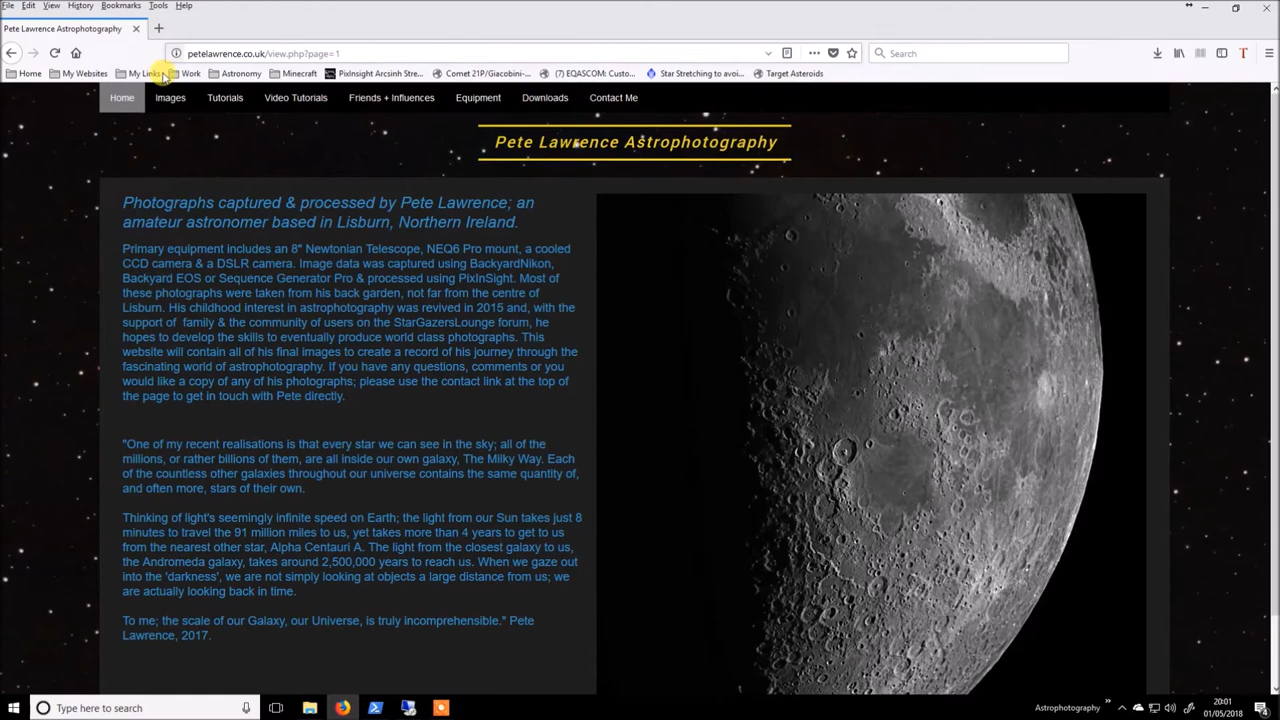 File Edit View History Bookmarks Tools Help
Pete Lawrence Astrophotography
petelawrence.co.uk/view.php?page=1
Search
Home My Websites My Links Work Astronomy Minecraft PixInsight Arcsinh Stre... Comet 21P/Giacobini-... (7) EQASCOM: Custo... Star Stretching to avoi... Target Asteroids
Home Images Tutorials Video Tutorials Friends + Influences Equipment Downloads Contact Me
Pete Lawrence Astrophotography
Photographs captured & processed by Pete Lawrence; an
amateur astronomer based in Lisburn, Northern Ireland.
Primary equipment includes an 8" Newtonian Telescope, NEQ6 Pro mount, a cooled
CCD camera & a DSLR camera. Image data was captured using BackyardNikon,
Backyard EOS or Sequence Generator Pro & processed using PixInSight. Most of
these photographs were taken from his back garden, not far from the centre of
Lisburn. His childhood interest in astrophotography was revived in 2015 and, with the
support of family & the community of users on the StarGazersLounge forum, he
hopes to develop the skills to eventually produce world class photographs. This
website will contain all of his final images to create a record of his journey through the
fascinating world of astrophotography. If you have any questions, comments or you
would like a copy of any of his photographs; please use the contact link at the top of
the page to get in touch with Pete directly.
"One of my recent realisations is that every star we can see in the sky; all of the
millions, or rather billions of them, are all inside our own galaxy, The Milky Way. Each
of the countless other galaxies throughout our universe contains the same quantity of,
and often more, stars of their own.
Thinking of light's seemingly infinite speed on Earth; the light from our Sun takes just 8
minutes to travel the 91 million miles to us, yet takes more than 4 years to get to us
from the nearest other star, Alpha Centauri A. The light from the closest galaxy to us,
the Andromeda galaxy, takes around 2,500,000 years to reach us. When we gaze out
into the 'darkness', we are not simply looking at objects a large distance from us; we
are actually looking back in time.
To me; the scale of our Galaxy, our Universe, is truly incomprehensible." Pete
Lawrence, 2017.
Type here to search
Astrophotography
20:01
01/05/2018
4